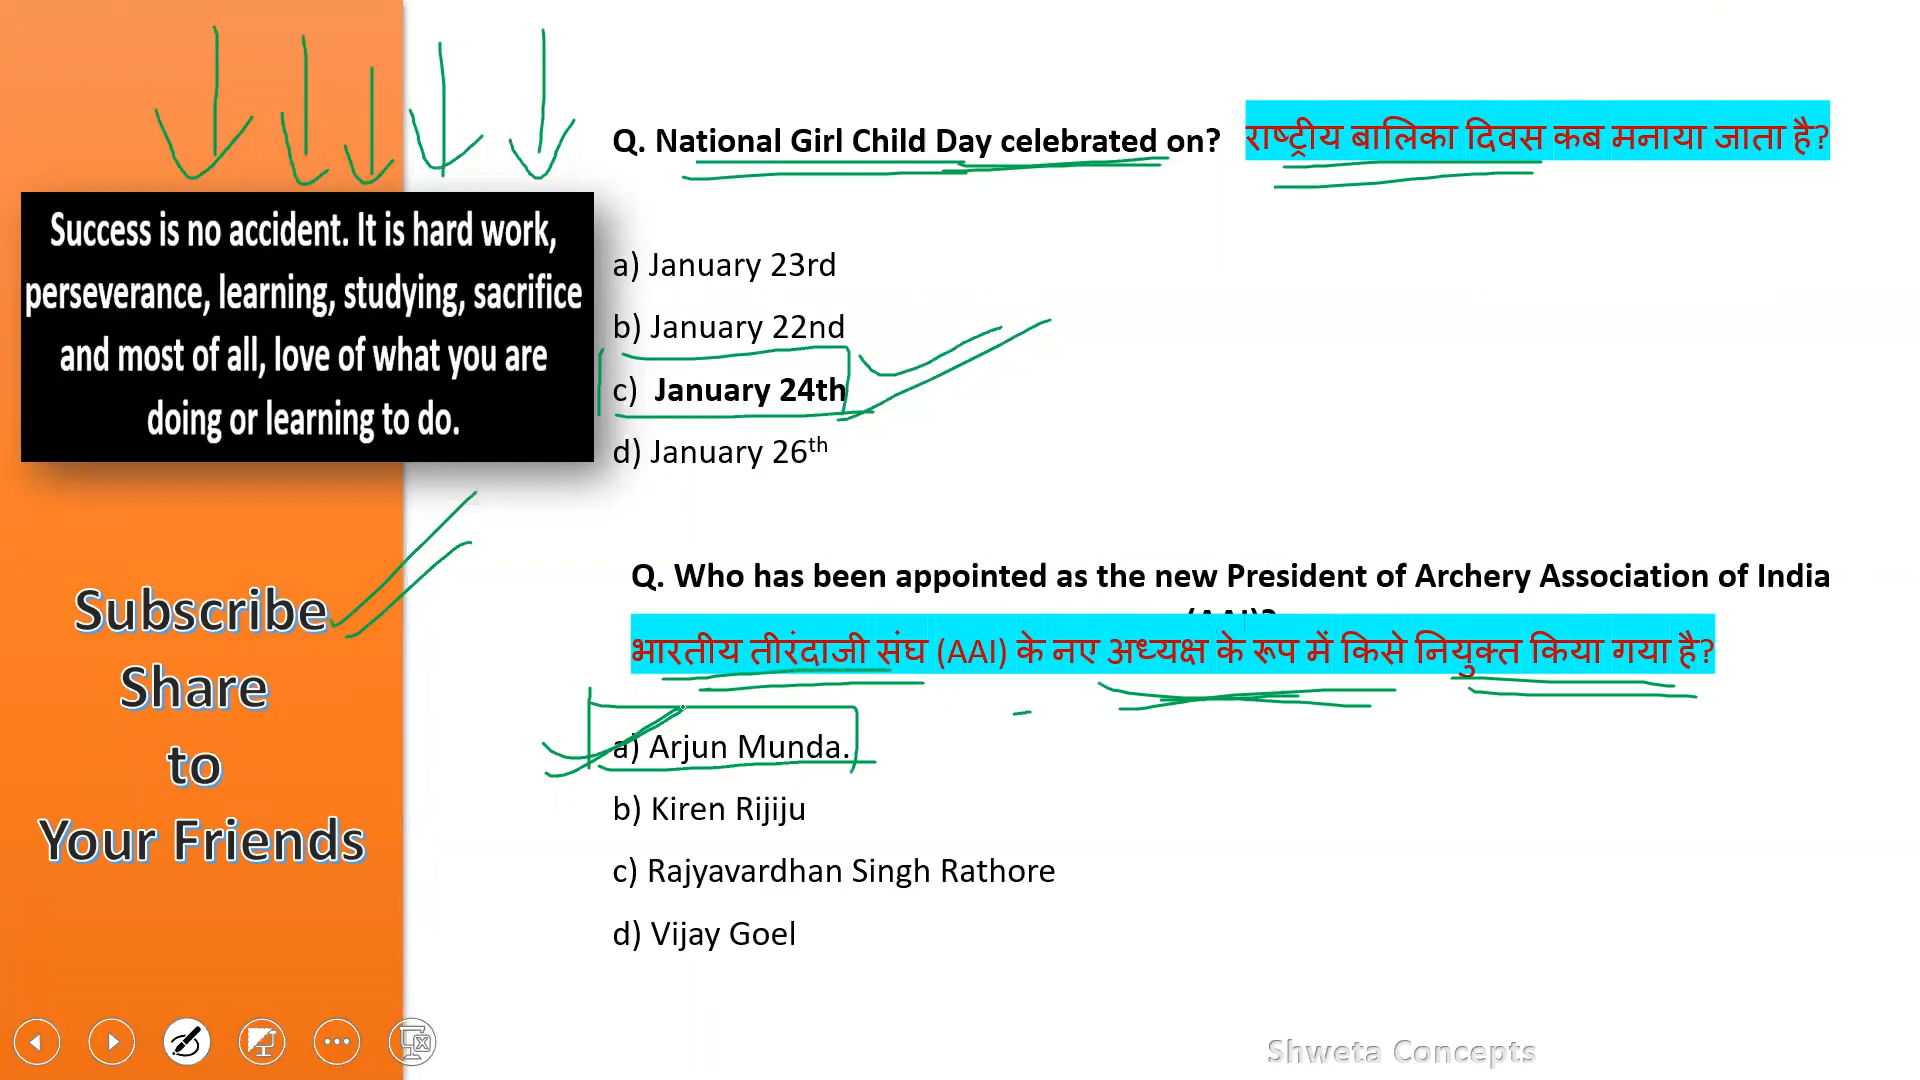 Success is no accident. It is hard work,
perseverance, learning, studying, sacrifice
and most of all, love of what you are
doing or learning to do.
Subscribe
Share
to
Your Friends
Q. National Girl Child Day celebrated on? राष्ट्रीय बालिका दिवस कब मनाया जाता है?
a) January 23rd
b) January 22nd
c) January 24th
d) January 26th
Q. Who has been appointed as the new President of Archery Association of India
(AAI)?
भारतीय तीरंदाजी संघ (AAI) के नए अध्यक्ष के रूप में किसे नियुक्त किया गया है?
a) Arjun Munda.
b) Kiren Rijiju
c) Rajyavardhan Singh Rathore
d) Vijay Goel
Shweta Concepts